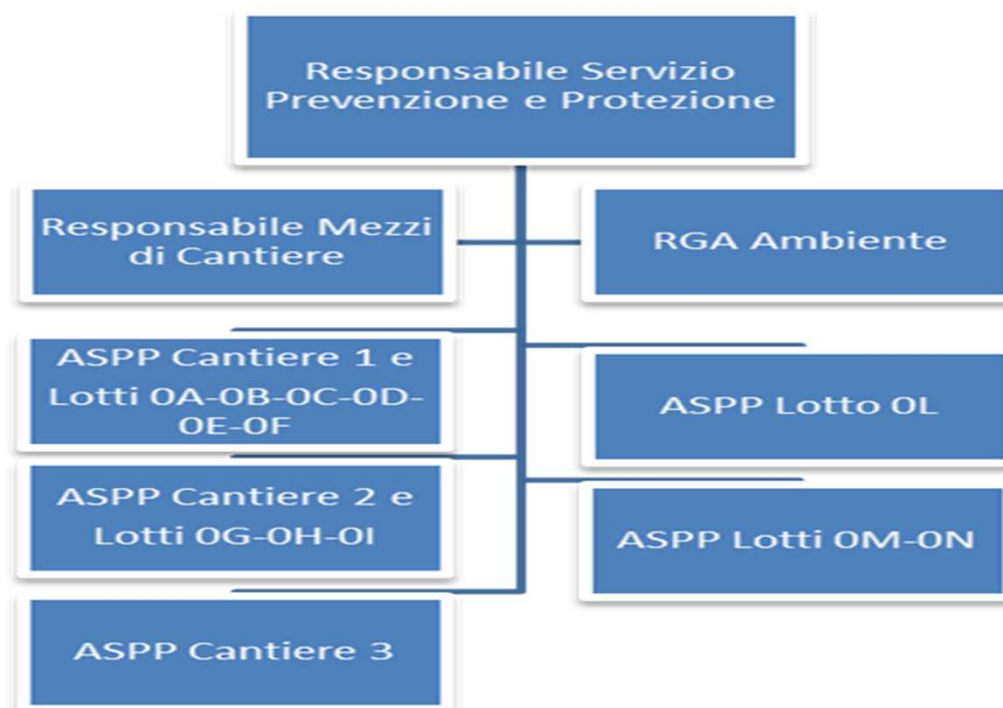 Responsabile Servizio
Prevenzione e Protezione
Responsabile Mezzi
di Cantiere
RGA Ambiente
ASPP Cantiere 1 e
Lotti 0A-0B-0C-0D-
0E-0F
ASPP Lotto 0L
ASPP Cantiere 2 e
Lotti 0G-0H-0I
ASPP Lotti 0M-0N
ASPP Cantiere 3